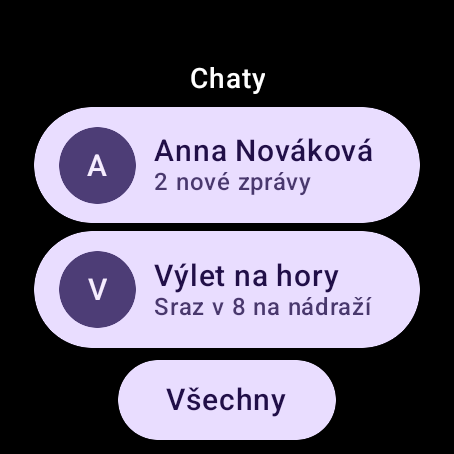 Chaty
A
Anna Nováková
2 nové zprávy
V
Výlet na hory
Sraz v 8 na nádraží
Všechny